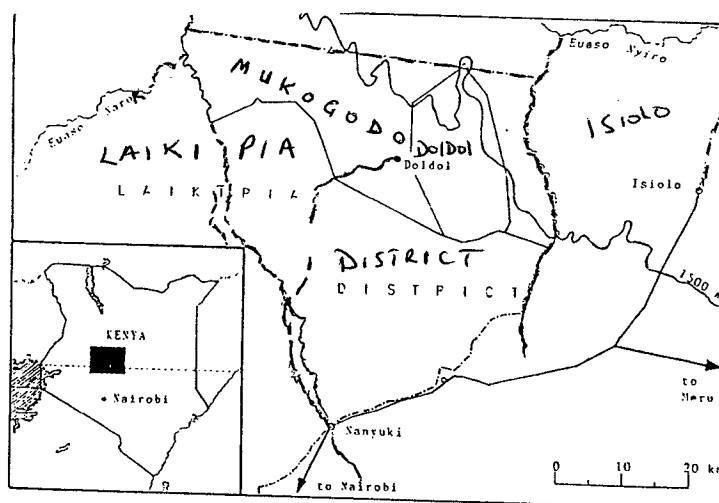 Euaso Nyiro
MUKOGODO
Euaso Narok
ISIOLO
LAIKIPIA
DOLDOL
Doldol
LAIKIPIA
Isiolo
DISTRICT
DISTRICT
1500 m
KENYA
Nairobi
to
Meru
Nanyuki
to Nairobi
0 10 20 km